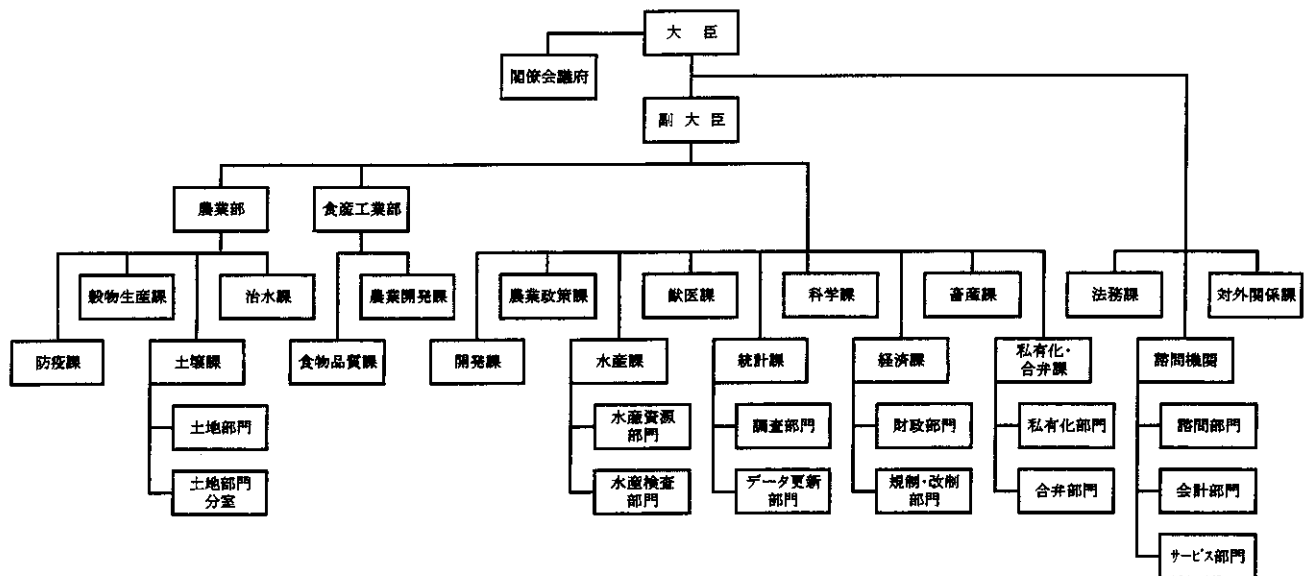 大 臣
閣僚会議府
副 大 臣
農業部
食産工業部
穀物生産課
治水課
農業開発課
農業政策課
獣医課
科学課
畜産課
法務課
対外関係課
防疫課
土壌課
食物品質課
開発課
水産課
統計課
経済課
私有化・
合弁課
諮問機関
土地部門
水産資源
部門
調査部門
財政部門
私有化部門
諮問部門
土地部門
分室
水産検査
部門
データ更新
部門
規制・改制
部門
合弁部門
会計部門
サービス部門